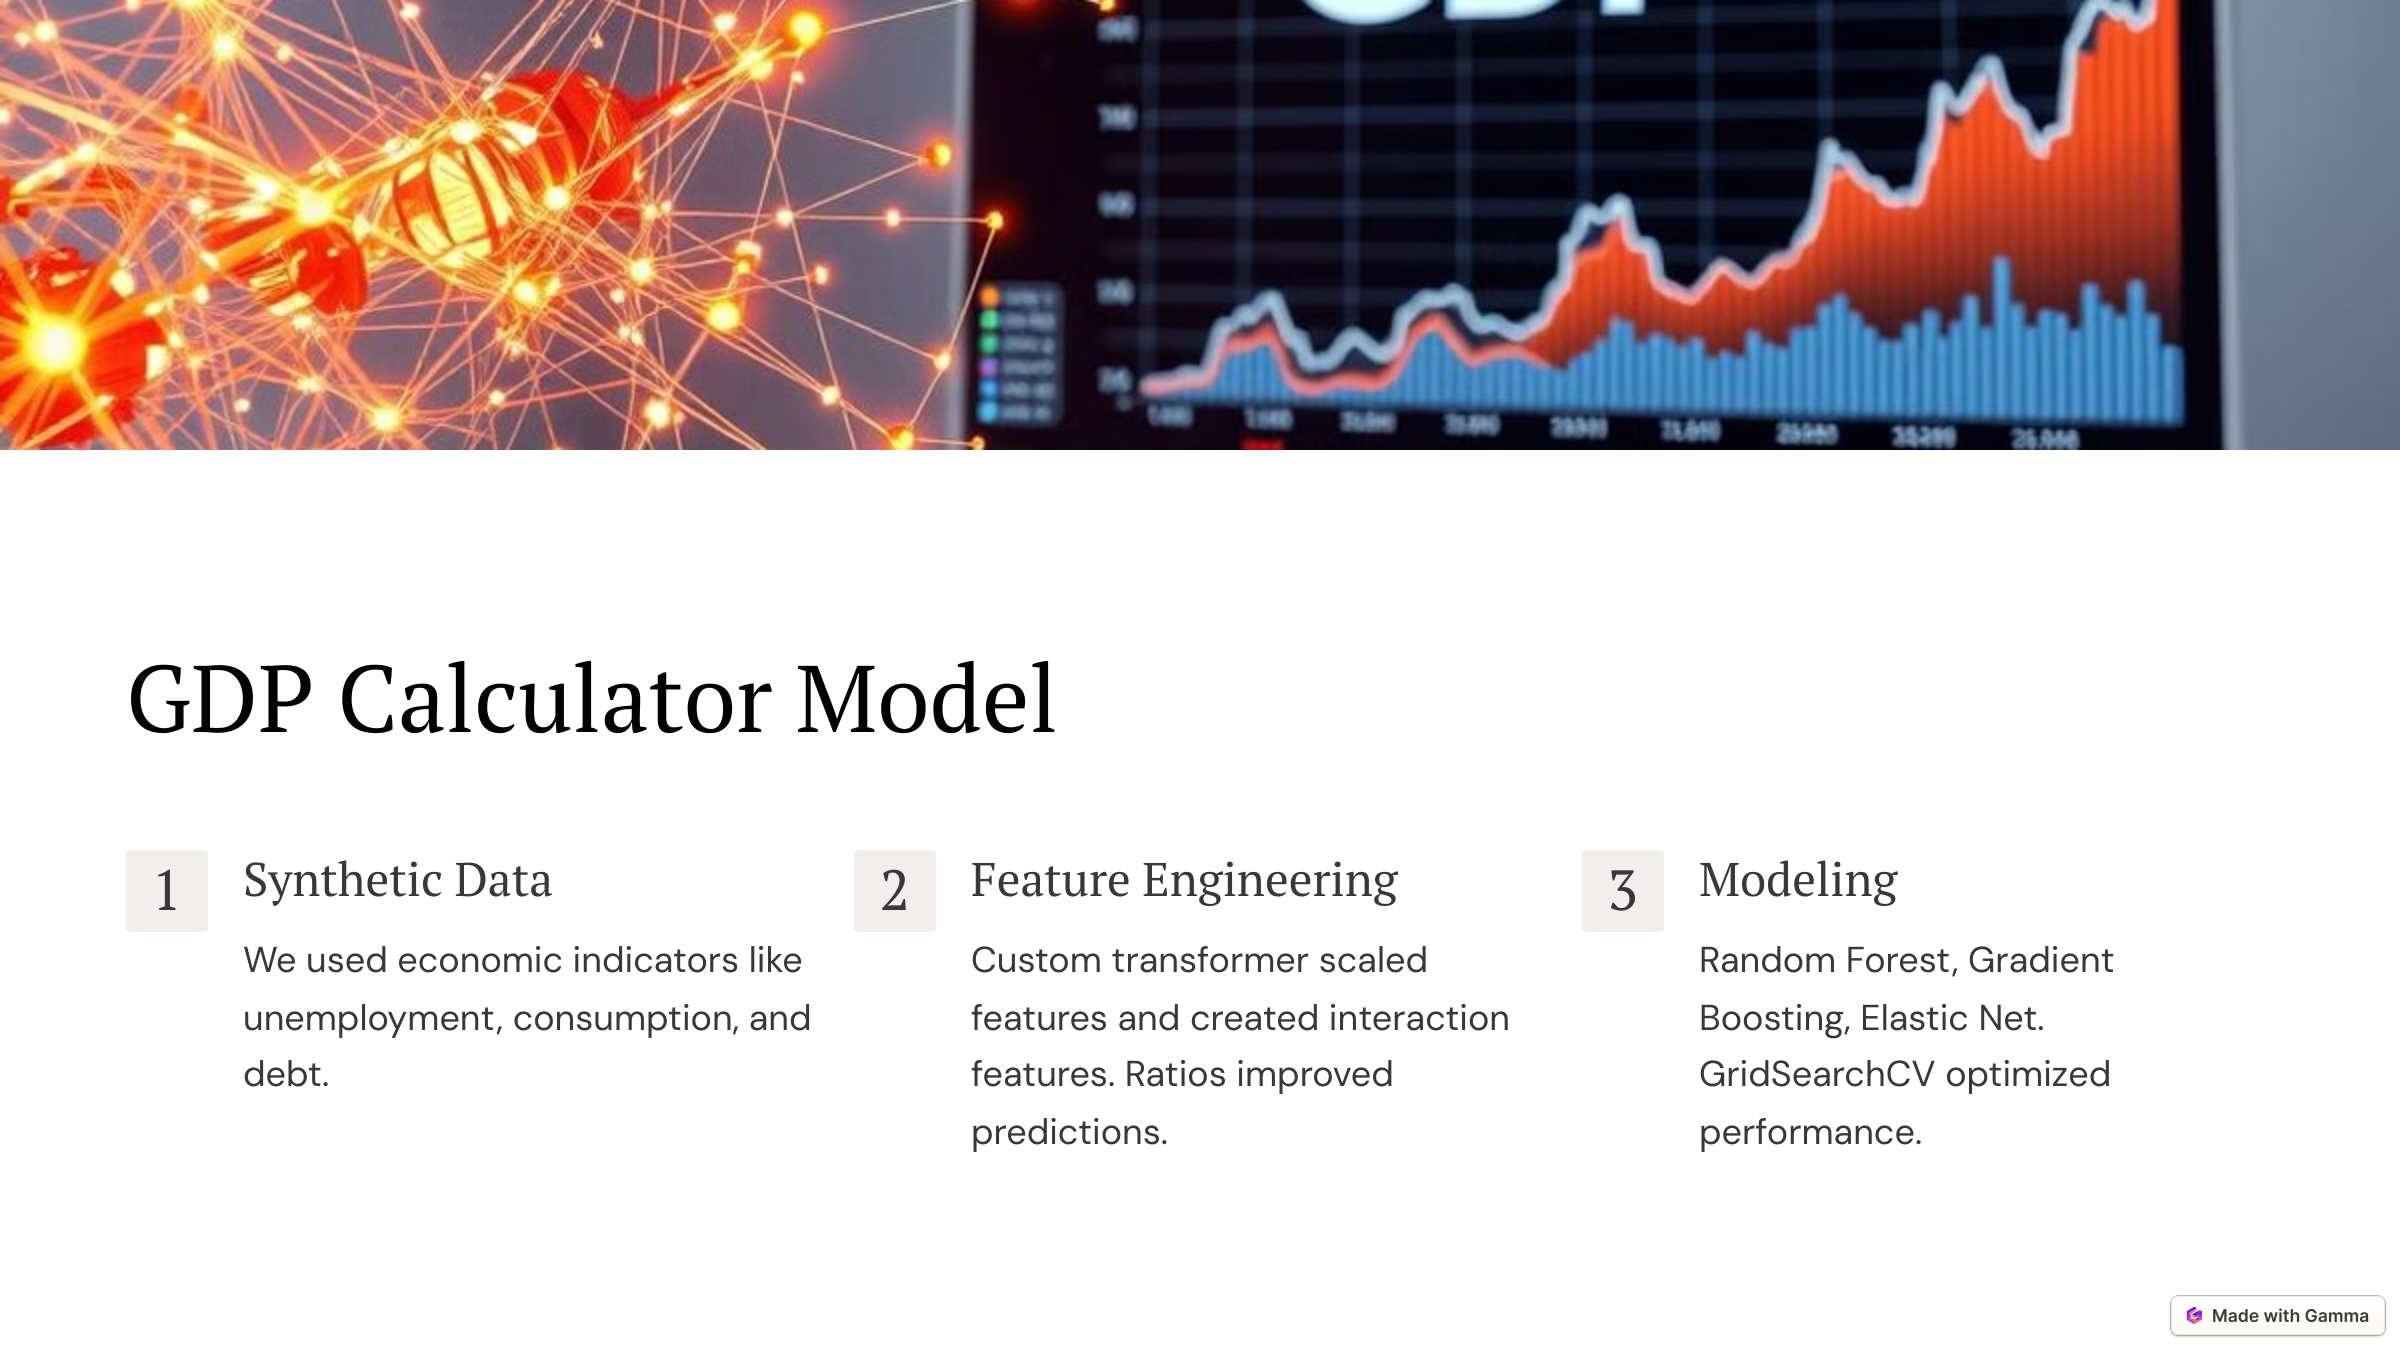 GDP Calculator Model
1
Synthetic Data
We used economic indicators like
unemployment, consumption, and
debt.
2
Feature Engineering
Custom transformer scaled
features and created interaction
features. Ratios improved
predictions.
3
Modeling
Random Forest, Gradient
Boosting, Elastic Net.
GridSearchCV optimized
performance.
Made with Gamma